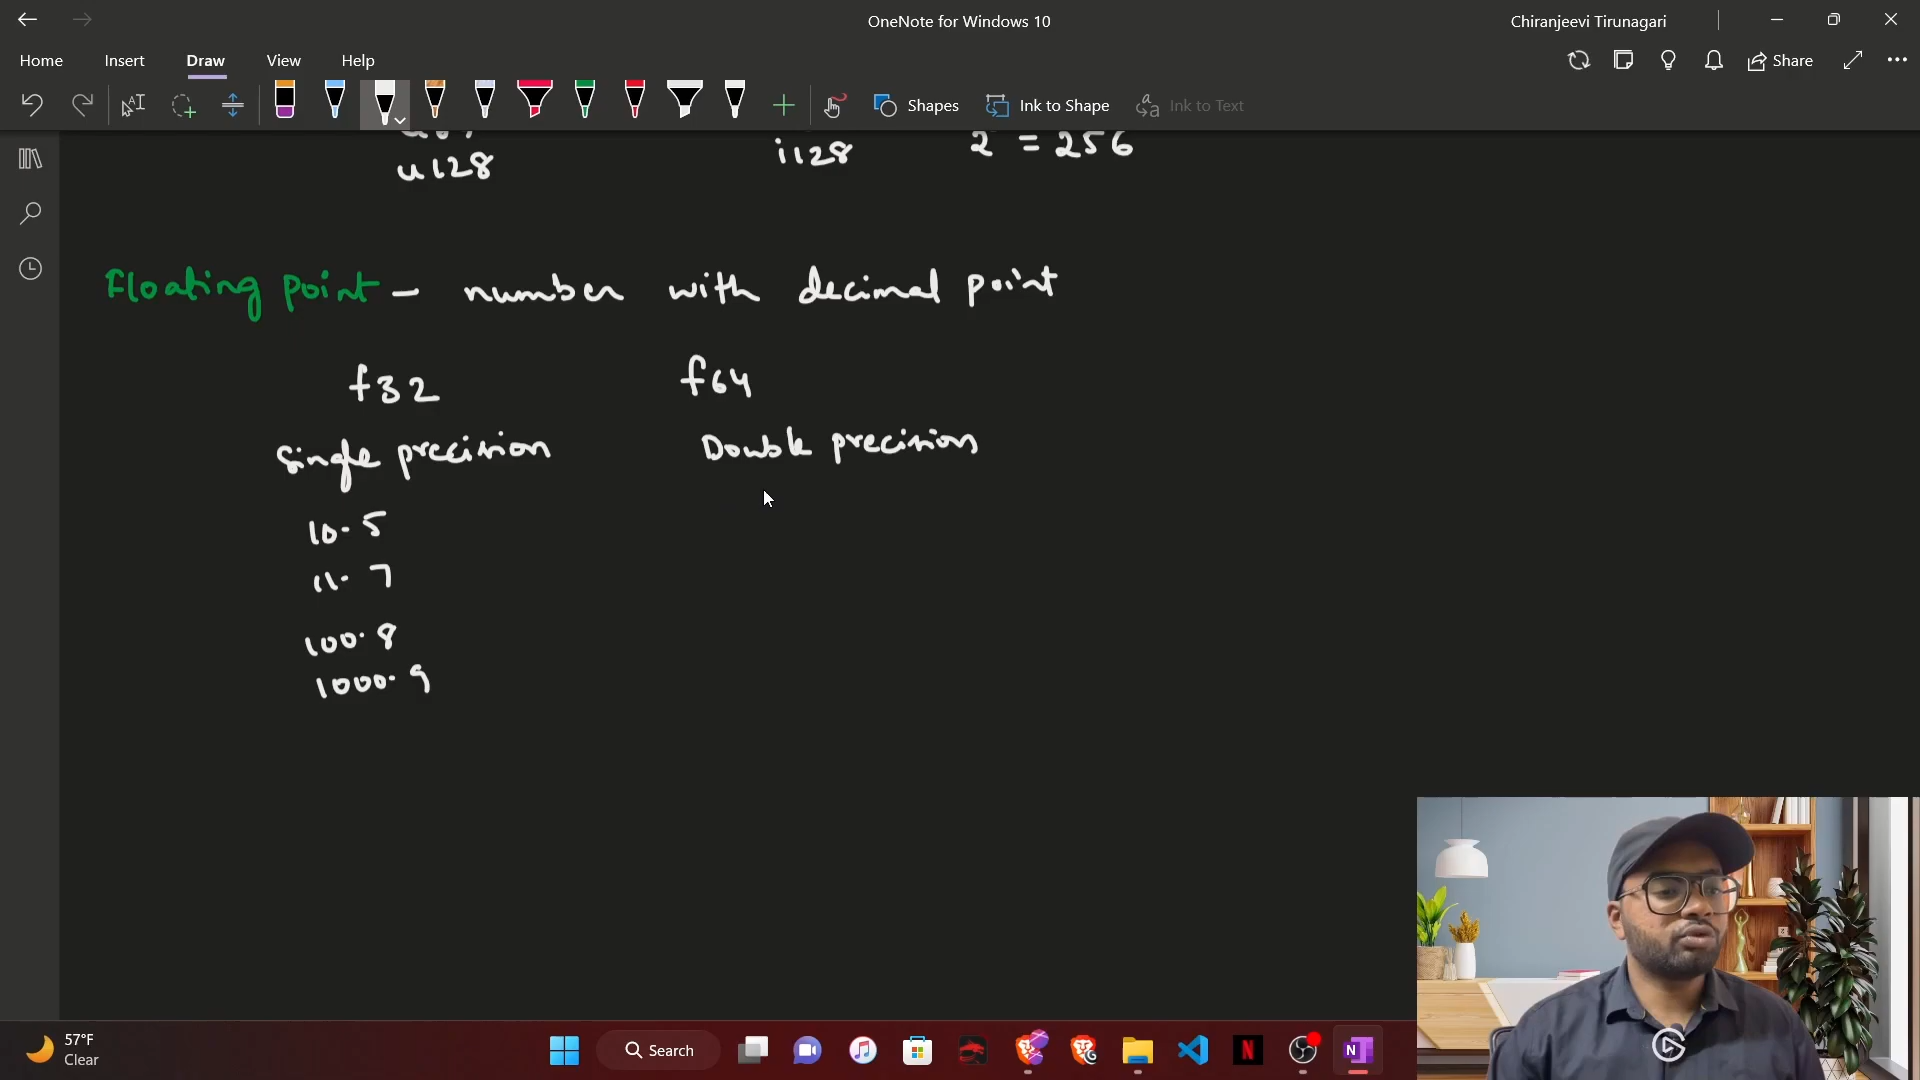 OneNote for Windows 10
Chiranjeevi Tirunagari
Home Insert Draw View Help
Share
Shapes Ink to Shape Ink to Text
u128 i128 2 = 256
Floating point - number with decimal point
f32 f64
Single precision Double precision
10.5
11.7
100.8
1000.9
57°F
Clear
Search